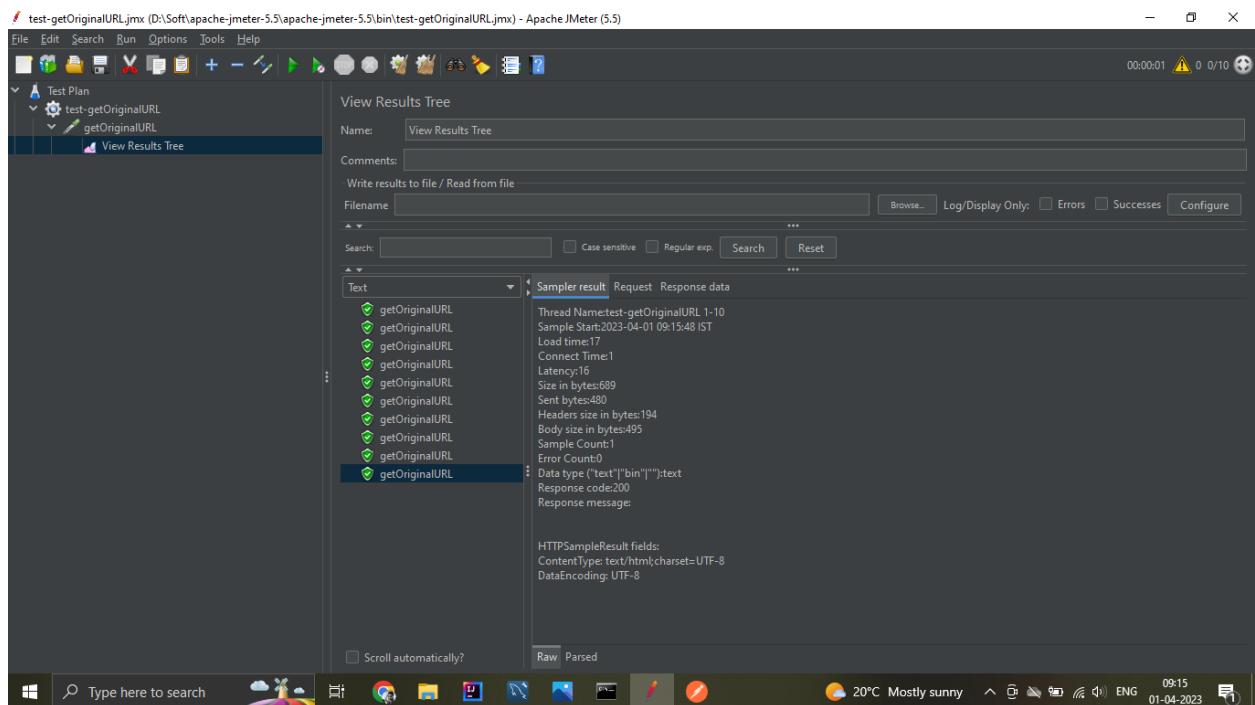 test-getOriginalURL.jmx (D:\Soft\apache-jmeter-5.5\apache-jmeter-5.5\bin\test-getOriginalURL.jmx) - Apache JMeter (5.5)
File Edit Search Run Options Tools Help
00:00:01 0 0/10
Test Plan
test-getOriginalURL
getOriginalURL
View Results Tree
View Results Tree
Name: View Results Tree
Comments:
Write results to file / Read from file
Filename Browse... Log/Display Only: Errors Successes Configure
Search: Case sensitive Regular exp. Search Reset
Text
getOriginalURL
getOriginalURL
getOriginalURL
getOriginalURL
getOriginalURL
getOriginalURL
getOriginalURL
getOriginalURL
getOriginalURL
getOriginalURL
Scroll automatically?
Sampler result Request Response data
Thread Name:test-getOriginalURL 1-10
Sample Start:2023-04-01 09:15:48 IST
Load time:17
Connect Time:1
Latency:16
Size in bytes:689
Sent bytes:480
Headers size in bytes:194
Body size in bytes:495
Sample Count:1
Error Count:0
Data type ("text"|"bin"|""):text
Response code:200
Response message:
HTTPSampleResult fields:
ContentType: text/html;charset=UTF-8
DataEncoding: UTF-8
Raw Parsed
Type here to search
20°C Mostly sunny
ENG
09:15
01-04-2023
1